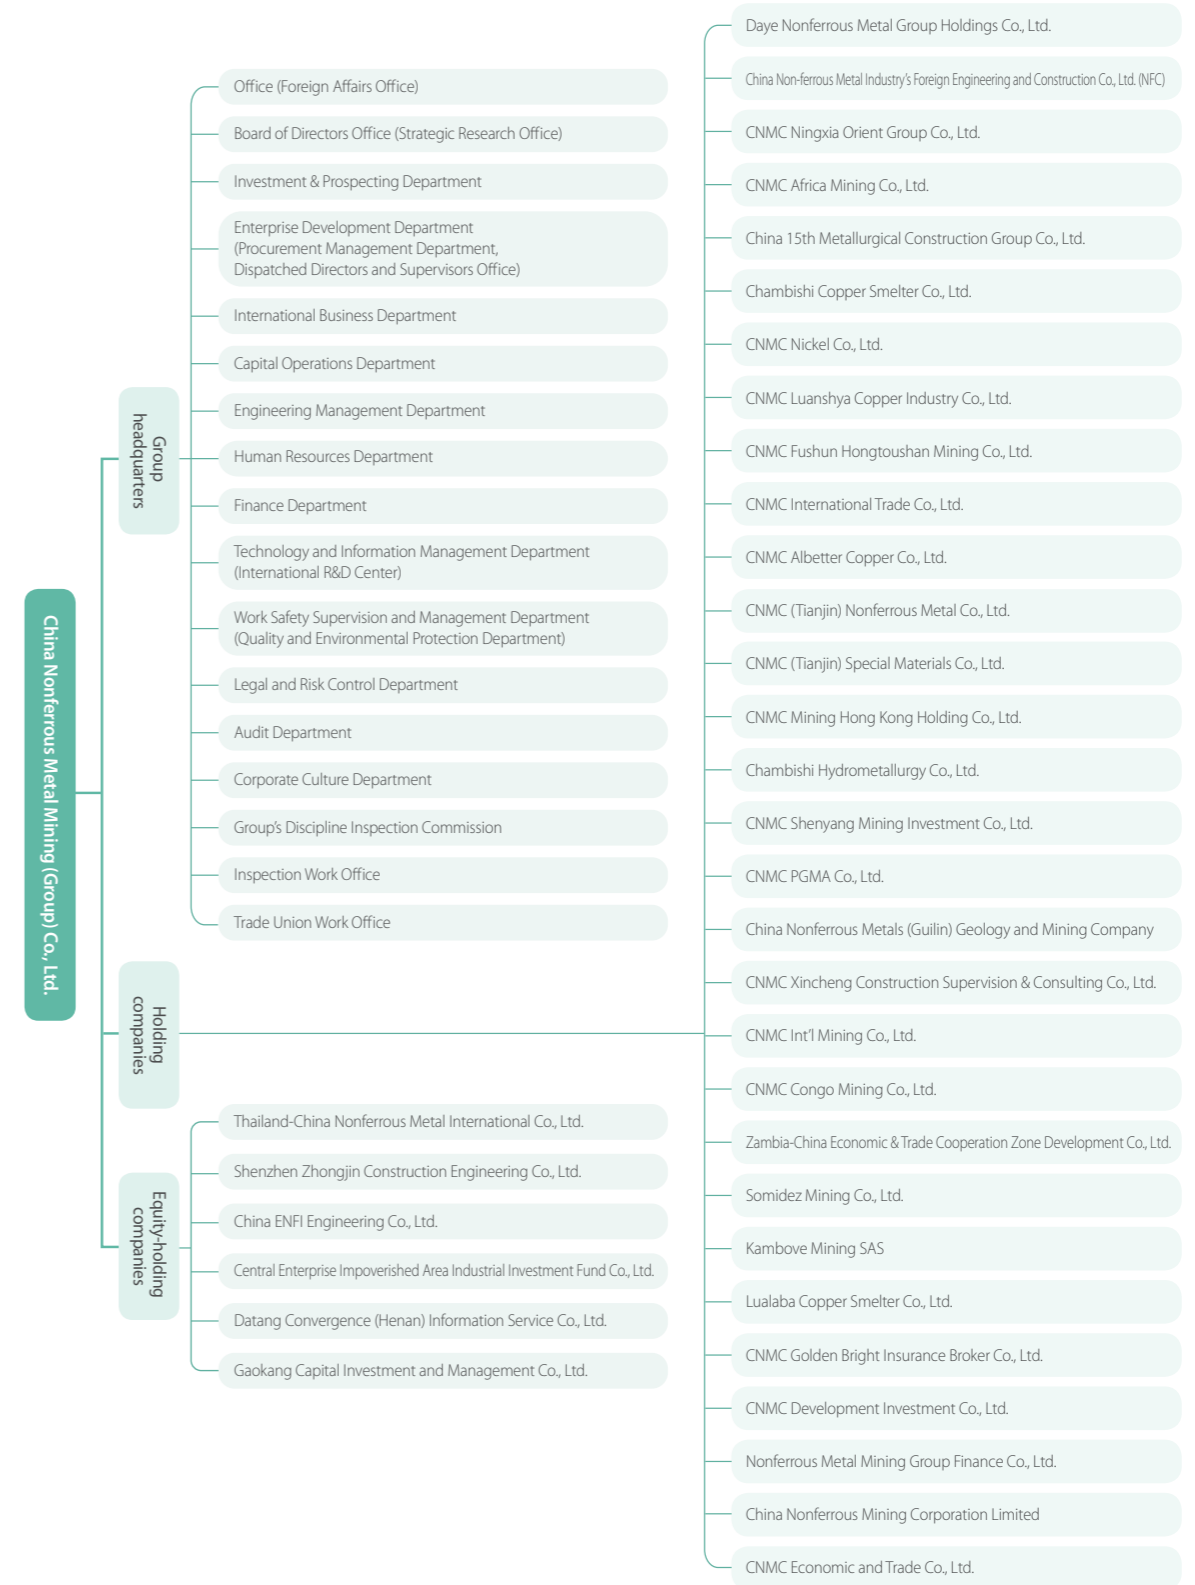 China Nonferrous Metal Mining (Group) Co., Ltd.
Group
headquarters
Office (Foreign Affairs Office)
Board of Directors Office (Strategic Research Office)
Investment & Prospecting Department
Enterprise Development Department
(Procurement Management Department,
Dispatched Directors and Supervisors Office)
International Business Department
Capital Operations Department
Engineering Management Department
Human Resources Department
Finance Department
Technology and Information Management Department
(International R&D Center)
Work Safety Supervision and Management Department
(Quality and Environmental Protection Department)
Legal and Risk Control Department
Audit Department
Corporate Culture Department
Group's Discipline Inspection Commission
Inspection Work Office
Trade Union Work Office
Holding
companies
Daye Nonferrous Metal Group Holdings Co., Ltd.
China Non-ferrous Metal Industry's Foreign Engineering and Construction Co., Ltd. (NFC)
CNMC Ningxia Orient Group Co., Ltd.
CNMC Africa Mining Co., Ltd.
China 15th Metallurgical Construction Group Co., Ltd.
Chambishi Copper Smelter Co., Ltd.
CNMC Nickel Co., Ltd.
CNMC Luanshya Copper Industry Co., Ltd.
CNMC Fushun Hongtoushan Mining Co., Ltd.
CNMC International Trade Co., Ltd.
CNMC Albetter Copper Co., Ltd.
CNMC (Tianjin) Nonferrous Metal Co., Ltd.
CNMC (Tianjin) Special Materials Co., Ltd.
CNMC Mining Hong Kong Holding Co., Ltd.
Chambishi Hydrometallurgy Co., Ltd.
CNMC Shenyang Mining Investment Co., Ltd.
CNMC PGMA Co., Ltd.
China Nonferrous Metals (Guilin) Geology and Mining Company
CNMC Xincheng Construction Supervision & Consulting Co., Ltd.
CNMC Int'l Mining Co., Ltd.
CNMC Congo Mining Co., Ltd.
Zambia-China Economic & Trade Cooperation Zone Development Co., Ltd.
Somidez Mining Co., Ltd.
Kambove Mining SAS
Lualaba Copper Smelter Co., Ltd.
CNMC Golden Bright Insurance Broker Co., Ltd.
CNMC Development Investment Co., Ltd.
Nonferrous Metal Mining Group Finance Co., Ltd.
China Nonferrous Mining Corporation Limited
CNMC Economic and Trade Co., Ltd.
Equity-holding
companies
Thailand-China Nonferrous Metal International Co., Ltd.
Shenzhen Zhongjin Construction Engineering Co., Ltd.
China ENFI Engineering Co., Ltd.
Central Enterprise Impoverished Area Industrial Investment Fund Co., Ltd.
Datang Convergence (Henan) Information Service Co., Ltd.
Gaokang Capital Investment and Management Co., Ltd.